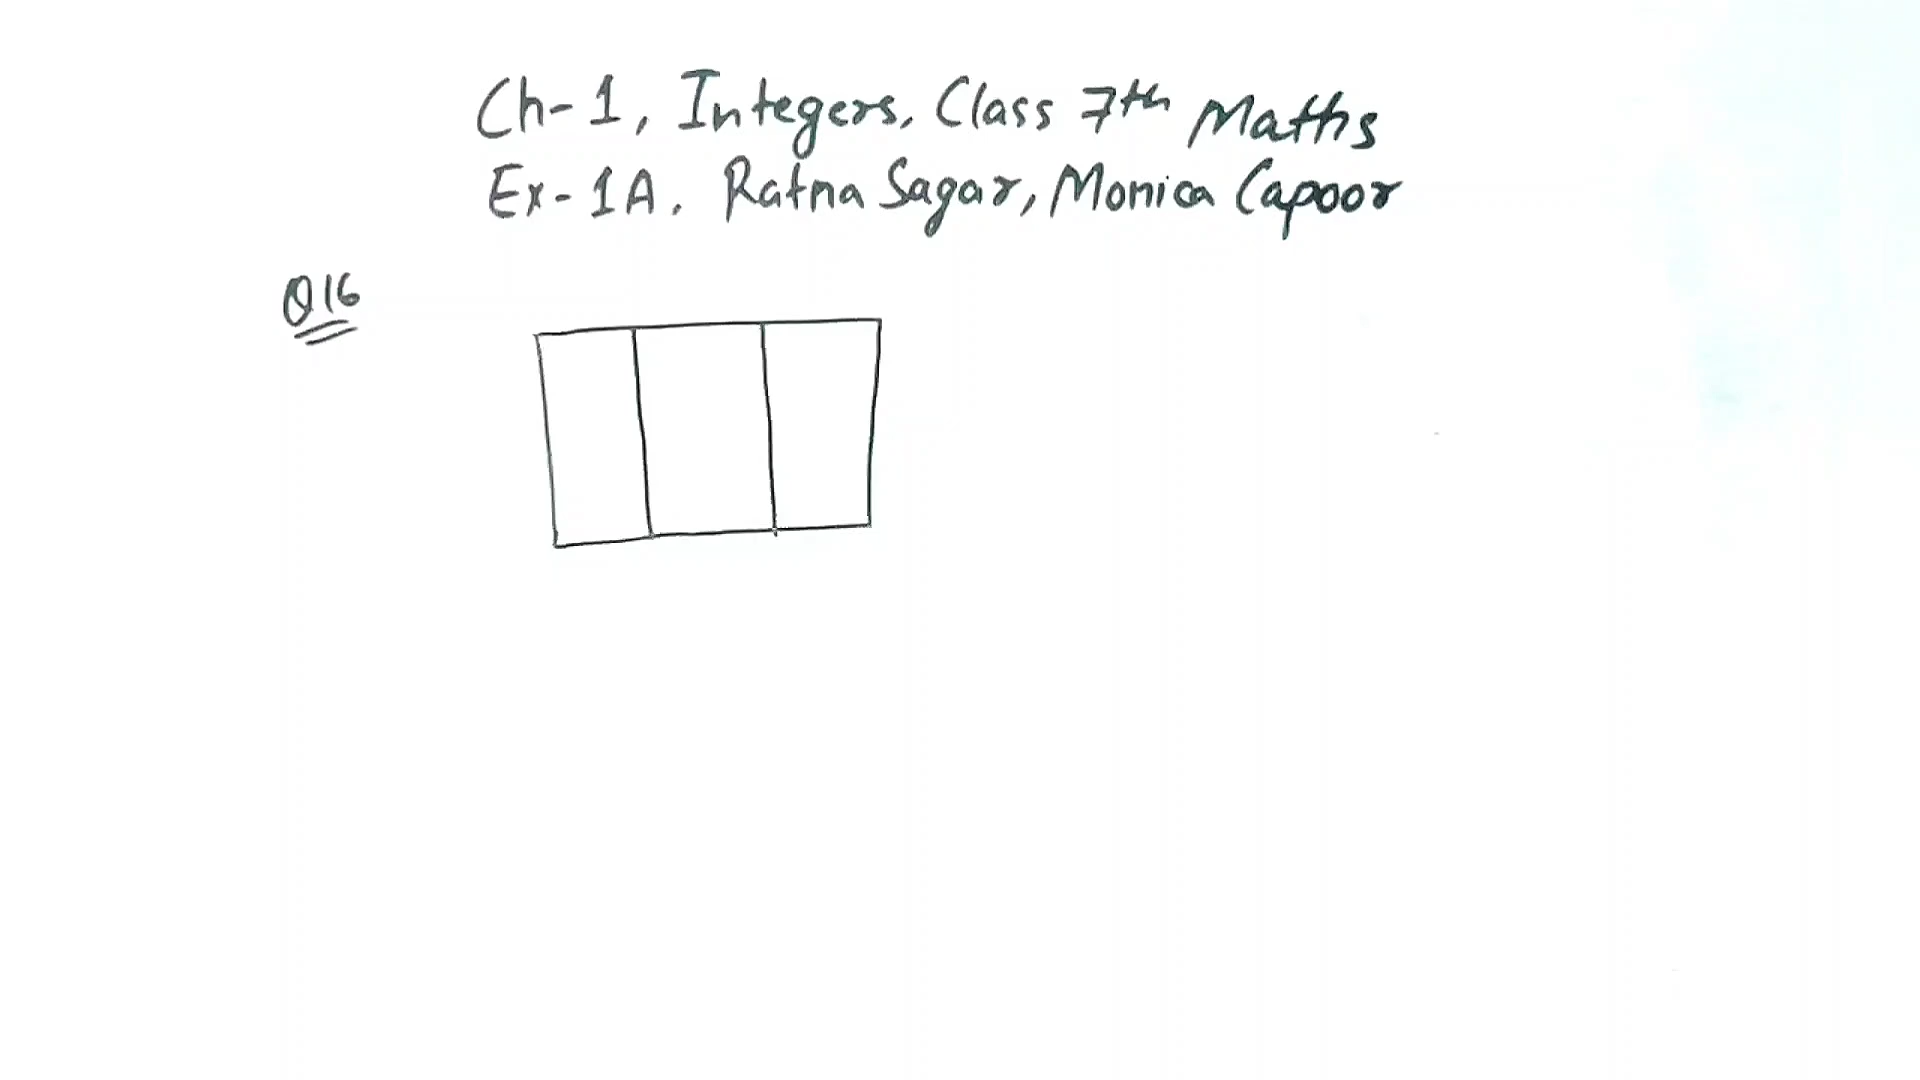 Ch-1, Integers, Class 7th Maths
Ex-1A. Ratna Sagar, Monica Capoor
Q16